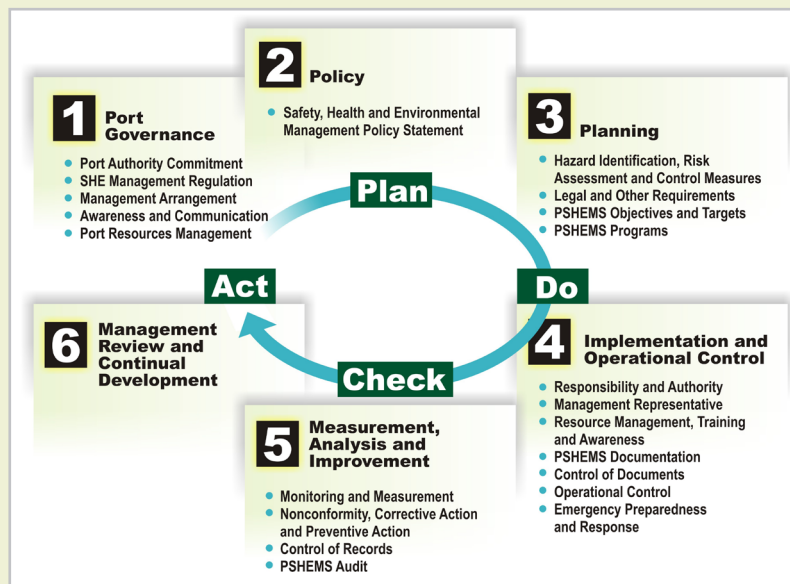 1 Port
Governance
Port Authority Commitment
SHE Management Regulation
Management Arrangement
Awareness and Communication
Port Resources Management
2 Policy
Safety, Health and Environmental
Management Policy Statement
3 Planning
Hazard Identification, Risk
Assessment and Control Measures
Legal and Other Requirements
PSHEMS Objectives and Targets
PSHEMS Programs
Plan
Do
Check
Act
4 Implementation and
Operational Control
Responsibility and Authority
Management Representative
Resource Management, Training
and Awareness
PSHEMS Documentation
Control of Documents
Operational Control
Emergency Preparedness
and Response
5 Measurement,
Analysis and
Improvement
Monitoring and Measurement
Nonconformity, Corrective Action
and Preventive Action
Control of Records
PSHEMS Audit
6 Management
Review and
Continual
Development